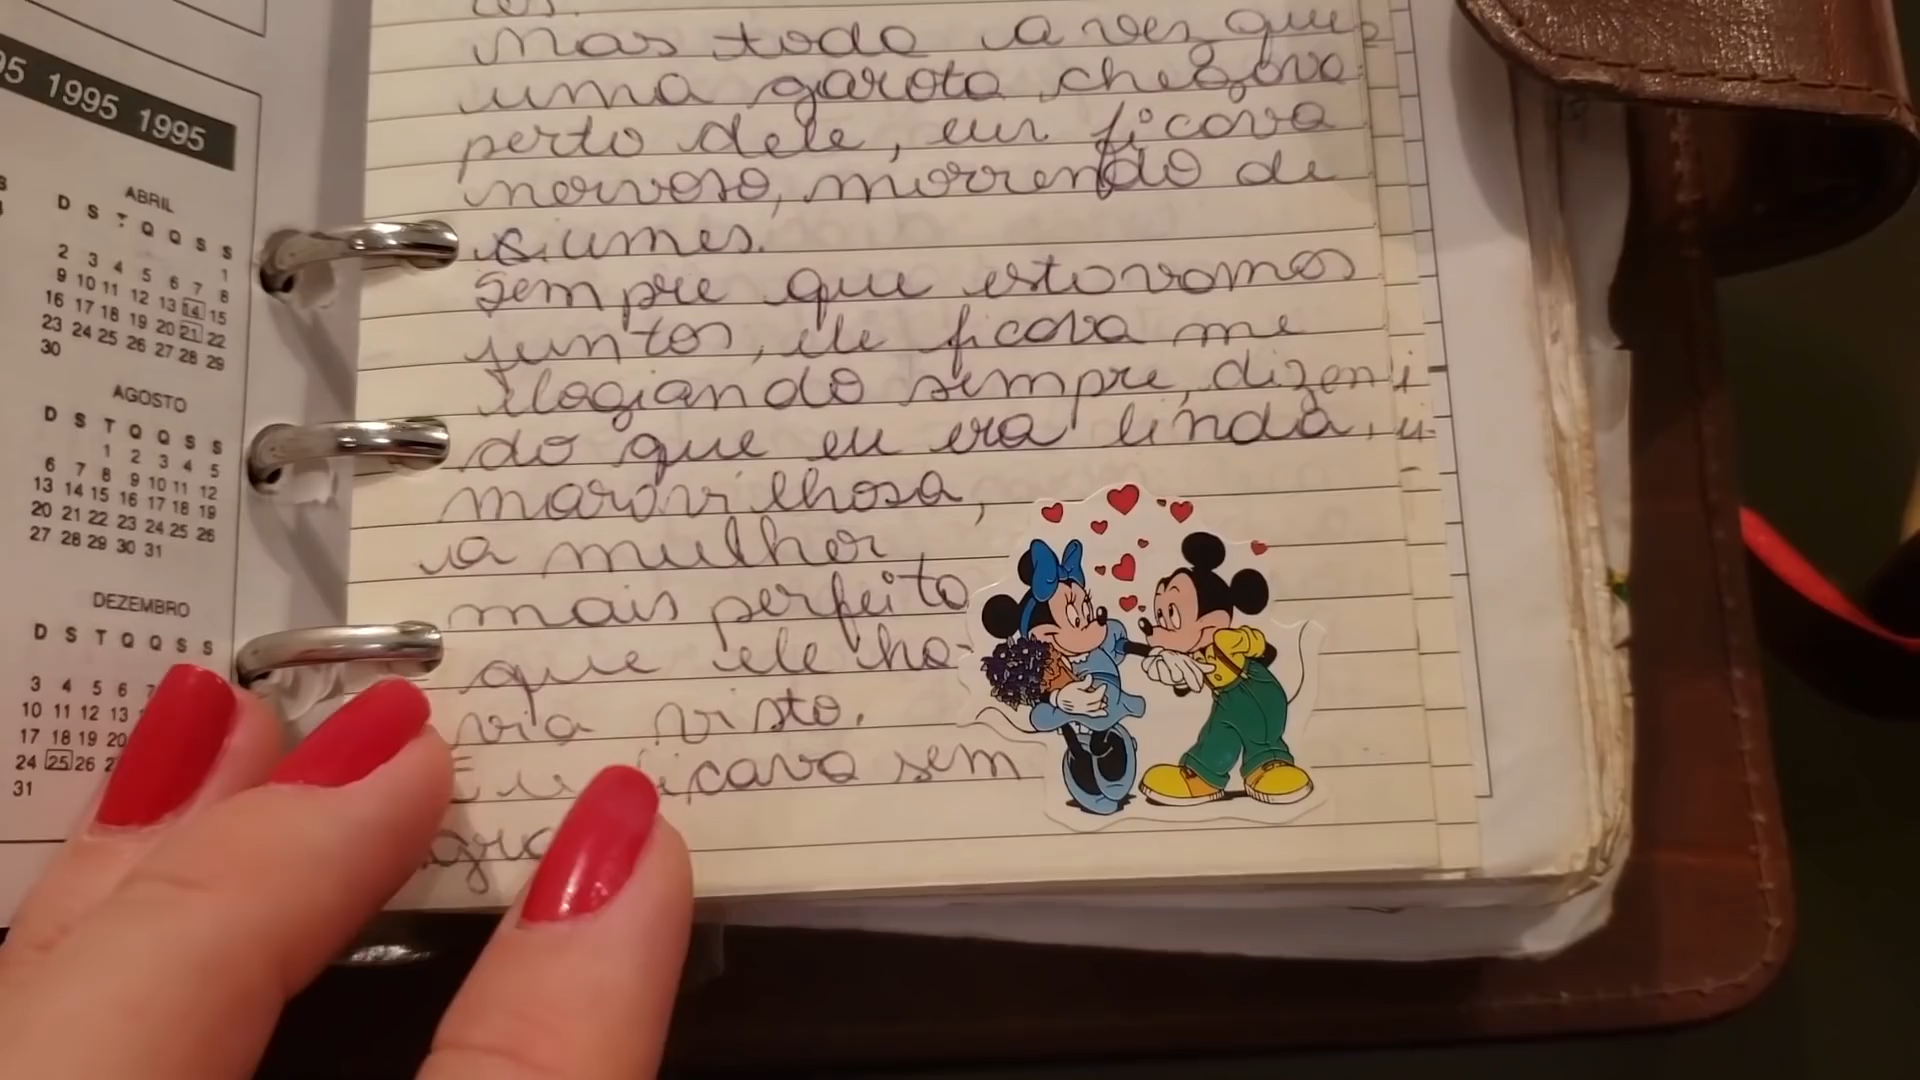 95 1995 1995
ABRIL
D S T Q Q S S
1
2 3 4 5 6 7 8
9 10 11 12 13 14 15
16 17 18 19 20 21 22
23 24 25 26 27 28 29
30
AGOSTO
D S T Q Q S S
1 2 3 4 5
6 7 8 9 10 11 12
13 14 15 16 17 18 19
20 21 22 23 24 25 26
27 28 29 30 31
DEZEMBRO
D S T Q Q S S
3 4 5 6 7
10 11 12 13
17 18 19 20
24 25 26
31
Mas toda a vez que
uma garota chegava
perto dele, eu ficava
nervosa, morrendo de
siumes.
Sempre que estavamos
juntos, ele ficava me
elogiando sempre, dizen
do que eu era linda,
maravilhosa,
a mulher
mais perfeita
que ele ha-
via visto.
Eu ficava sem